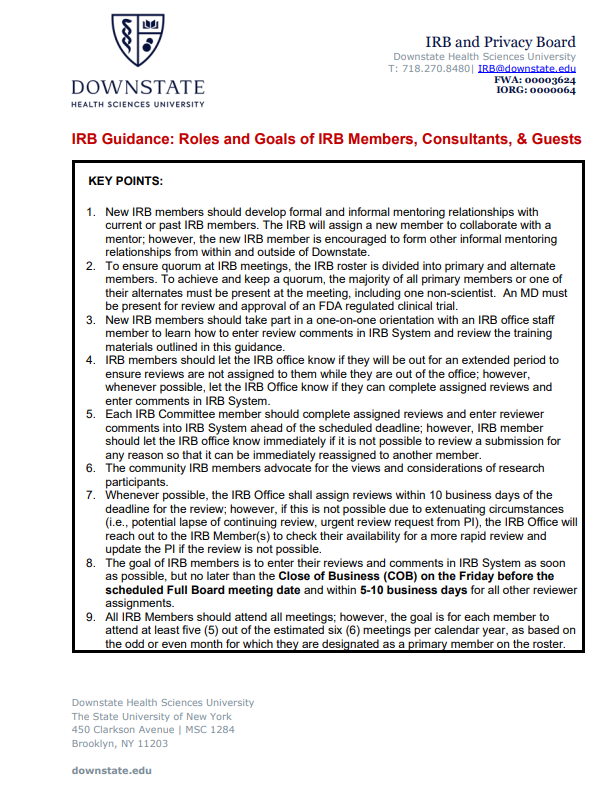 DOWNSTATE
HEALTH SCIENCES UNIVERSITY
IRB and Privacy Board
Downstate Health Sciences University
T: 718.270.8480| IRB@downstate.edu
FWA: 00003624
IORG: 0000064
IRB Guidance: Roles and Goals of IRB Members, Consultants, & Guests
KEY POINTS:
1. New IRB members should develop formal and informal mentoring relationships with
current or past IRB members. The IRB will assign a new member to collaborate with a
mentor; however, the new IRB member is encouraged to form other informal mentoring
relationships from within and outside of Downstate.
2. To ensure quorum at IRB meetings, the IRB roster is divided into primary and alternate
members. To achieve and keep a quorum, the majority of all primary members or one of
their alternates must be present at the meeting, including one non-scientist. An MD must
be present for review and approval of an FDA regulated clinical trial.
3. New IRB members should take part in a one-on-one orientation with an IRB office staff
member to learn how to enter review comments in IRB System and review the training
materials outlined in this guidance.
4. IRB members should let the IRB office know if they will be out for an extended period to
ensure reviews are not assigned to them while they are out of the office; however,
whenever possible, let the IRB Office know if they can complete assigned reviews and
enter comments in IRB System.
5. Each IRB Committee member should complete assigned reviews and enter reviewer
comments into IRB System ahead of the scheduled deadline; however, IRB member
should let the IRB office know immediately if it is not possible to review a submission for
any reason so that it can be immediately reassigned to another member.
6. The community IRB members advocate for the views and considerations of research
participants.
7. Whenever possible, the IRB Office shall assign reviews within 10 business days of the
deadline for the review; however, if this is not possible due to extenuating circumstances
(i.e., potential lapse of continuing review, urgent review request from PI), the IRB Office will
reach out to the IRB Member(s) to check their availability for a more rapid review and
update the PI if the review is not possible.
8. The goal of IRB members is to enter their reviews and comments in IRB System as soon
as possible, but no later than the Close of Business (COB) on the Friday before the
scheduled Full Board meeting date and within 5-10 business days for all other reviewer
assignments.
9. All IRB Members should attend all meetings; however, the goal is for each member to
attend at least five (5) out of the estimated six (6) meetings per calendar year, as based on
the odd or even month for which they are designated as a primary member on the roster.
Downstate Health Sciences University
The State University of New York
450 Clarkson Avenue | MSC 1284
Brooklyn, NY 11203
downstate.edu